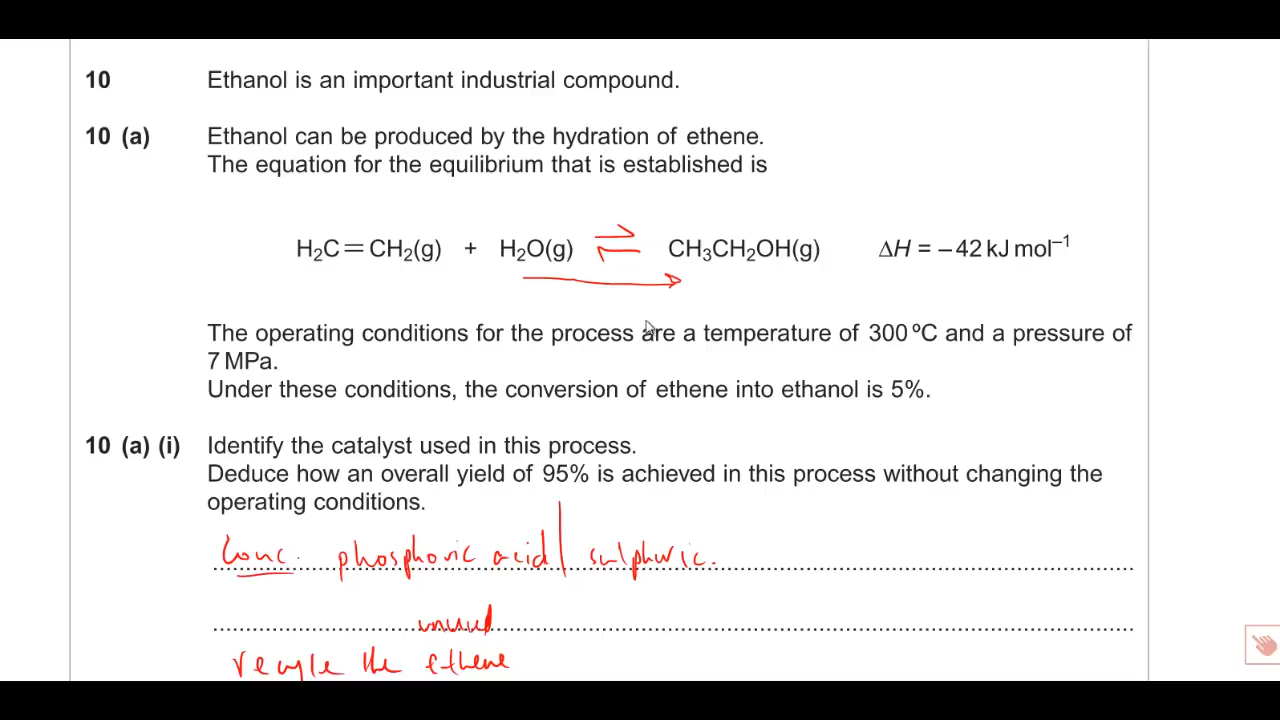 10 Ethanol is an important industrial compound.
10 (a) Ethanol can be produced by the hydration of ethene.
The equation for the equilibrium that is established is
H₂C=CH₂(g) + H₂O(g) ⇌ CH₃CH₂OH(g) ΔH = –42 kJ mol⁻¹
The operating conditions for the process are a temperature of 300 ºC and a pressure of
7 MPa.
Under these conditions, the conversion of ethene into ethanol is 5%.
10 (a) (i) Identify the catalyst used in this process.
Deduce how an overall yield of 95% is achieved in this process without changing the
operating conditions.
Conc. phosphoric acid | sulphuric.
unused
recycle the ethene